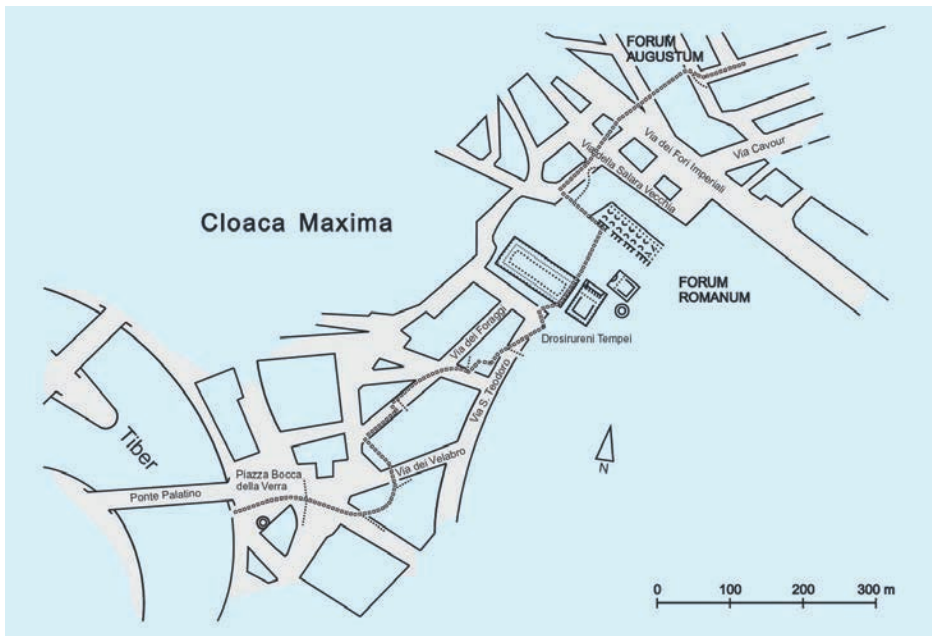 FORUM
AUGUSTUM
Via dei Fori Imperiali
Via Cavour
Via della Salara Vecchia
Cloaca Maxima
FORUM
ROMANUM
Drosirureni Tempel
Via dei Foraggi
Via S. Teodoro
Tiber
Via dei Velabro
Piazza Bocca
della Verra
Ponte Palatino
N
0 100 200 300 m